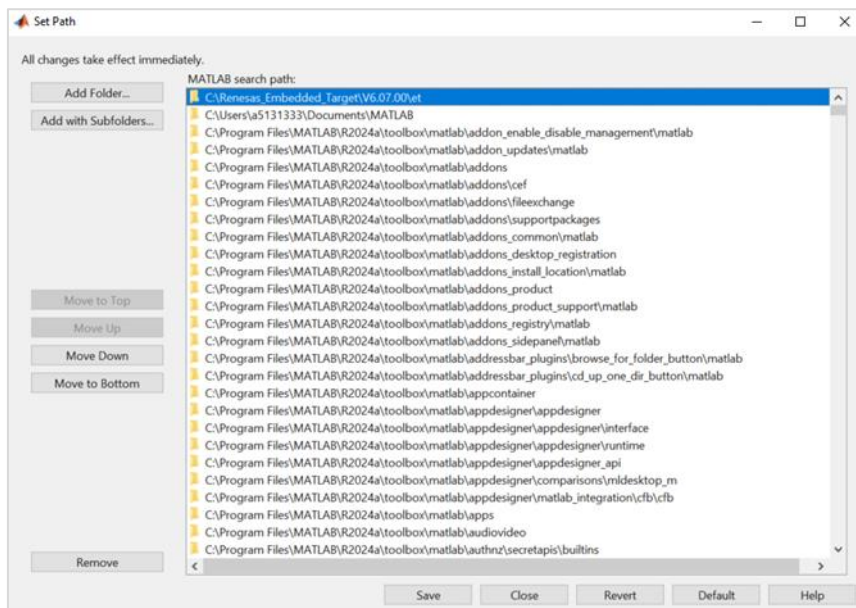 Set Path
All changes take effect immediately.
MATLAB search path:
Add Folder...
Add with Subfolders...
Move to Top
Move Up
Move Down
Move to Bottom
Remove
C:\Renesas_Embedded_Target\V6.07.00\et
C:\Users\a5131333\Documents\MATLAB
C:\Program Files\MATLAB\R2024a\toolbox\matlab\addon_enable_disable_management\matlab
C:\Program Files\MATLAB\R2024a\toolbox\matlab\addon_updates\matlab
C:\Program Files\MATLAB\R2024a\toolbox\matlab\addons
C:\Program Files\MATLAB\R2024a\toolbox\matlab\addons\cef
C:\Program Files\MATLAB\R2024a\toolbox\matlab\addons\fileexchange
C:\Program Files\MATLAB\R2024a\toolbox\matlab\addons\supportpackages
C:\Program Files\MATLAB\R2024a\toolbox\matlab\addons_common\matlab
C:\Program Files\MATLAB\R2024a\toolbox\matlab\addons_desktop_registration
C:\Program Files\MATLAB\R2024a\toolbox\matlab\addons_install_location\matlab
C:\Program Files\MATLAB\R2024a\toolbox\matlab\addons_product
C:\Program Files\MATLAB\R2024a\toolbox\matlab\addons_product_support\matlab
C:\Program Files\MATLAB\R2024a\toolbox\matlab\addons_registry\matlab
C:\Program Files\MATLAB\R2024a\toolbox\matlab\addons_sidepanel\matlab
C:\Program Files\MATLAB\R2024a\toolbox\matlab\addressbar_plugins\browse_for_folder_button\matlab
C:\Program Files\MATLAB\R2024a\toolbox\matlab\addressbar_plugins\cd_up_one_dir_button\matlab
C:\Program Files\MATLAB\R2024a\toolbox\matlab\appcontainer
C:\Program Files\MATLAB\R2024a\toolbox\matlab\appdesigner\appdesigner
C:\Program Files\MATLAB\R2024a\toolbox\matlab\appdesigner\appdesigner\interface
C:\Program Files\MATLAB\R2024a\toolbox\matlab\appdesigner\appdesigner\runtime
C:\Program Files\MATLAB\R2024a\toolbox\matlab\appdesigner\appdesigner_api
C:\Program Files\MATLAB\R2024a\toolbox\matlab\appdesigner\comparisons\mldesktop_m
C:\Program Files\MATLAB\R2024a\toolbox\matlab\appdesigner\matlab_integration\cfb\cfb
C:\Program Files\MATLAB\R2024a\toolbox\matlab\apps
C:\Program Files\MATLAB\R2024a\toolbox\matlab\audiovideo
C:\Program Files\MATLAB\R2024a\toolbox\matlab\authnz\secretapis\builtins
Save
Close
Revert
Default
Help